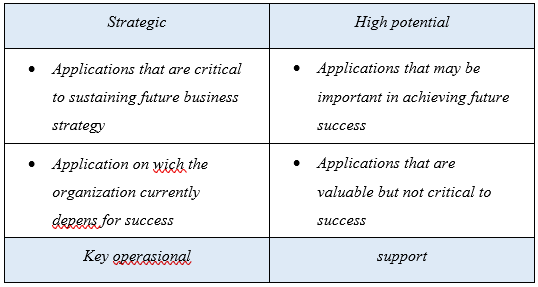 Strategic
High potential
• Applications that are critical
to sustaining future business
strategy
• Applications that may be
important in achieving future
success
• Application on wich the
organization currently
depens for success
• Applications that are
valuable but not critical to
success
Key operasional
support